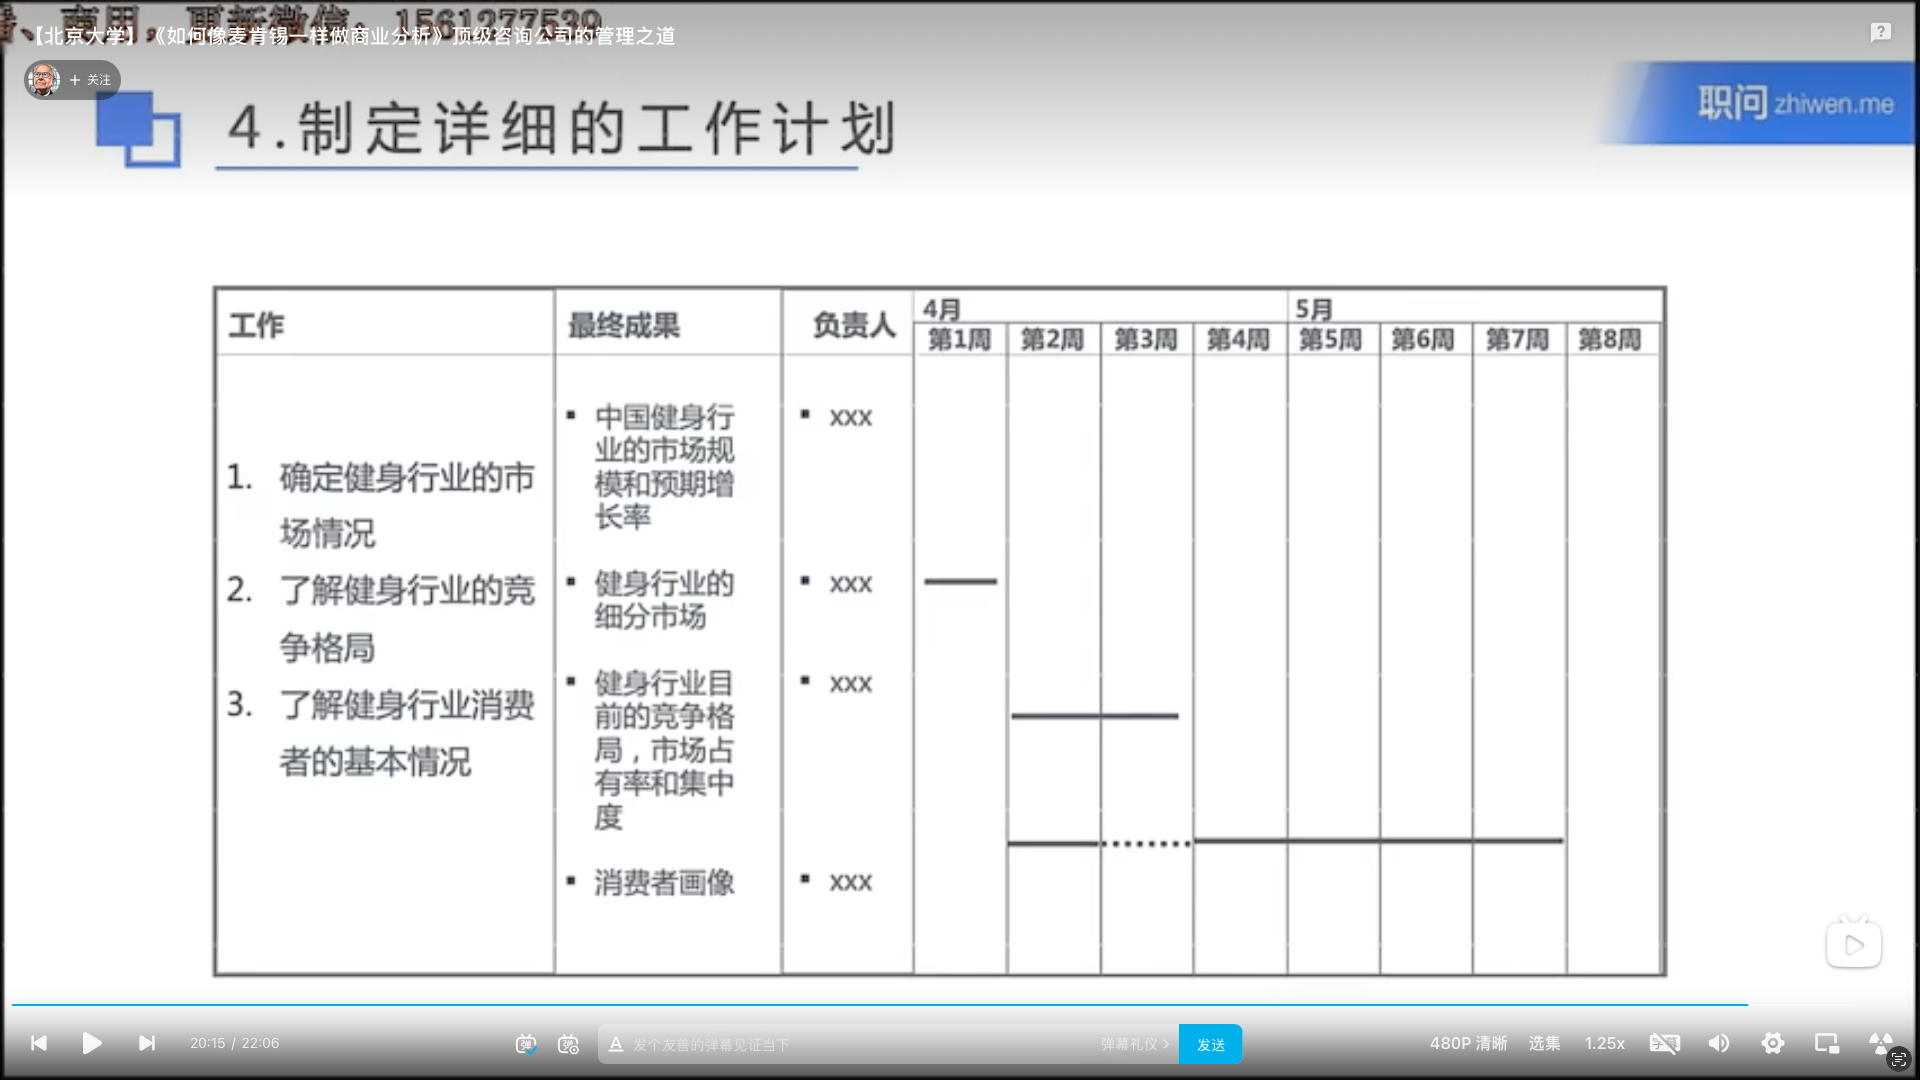 商用，更新微信：1561277539
【北京大学】《如何像麦肯锡一样做商业分析》顶级咨询公司的管理之道
?
+ 关注
职问 zhiwen.me
4.制定详细的工作计划
工作
最终成果
负责人
4月
5月
第1周
第2周
第3周
第4周
第5周
第6周
第7周
第8周
1. 确定健身行业的市
场情况
2. 了解健身行业的竞
争格局
3. 了解健身行业消费
者的基本情况
▪ 中国健身行
业的市场规
模和预期增
长率
▪ 健身行业的
细分市场
▪ 健身行业目
前的竞争格
局，市场占
有率和集中
度
▪ 消费者画像
▪ xxx
▪ xxx
▪ xxx
▪ xxx
20:15 / 22:06
弹
弹
A 发个友善的弹幕见证当下
弹幕礼仪 >
发送
480P 清晰
选集
1.25x
字幕